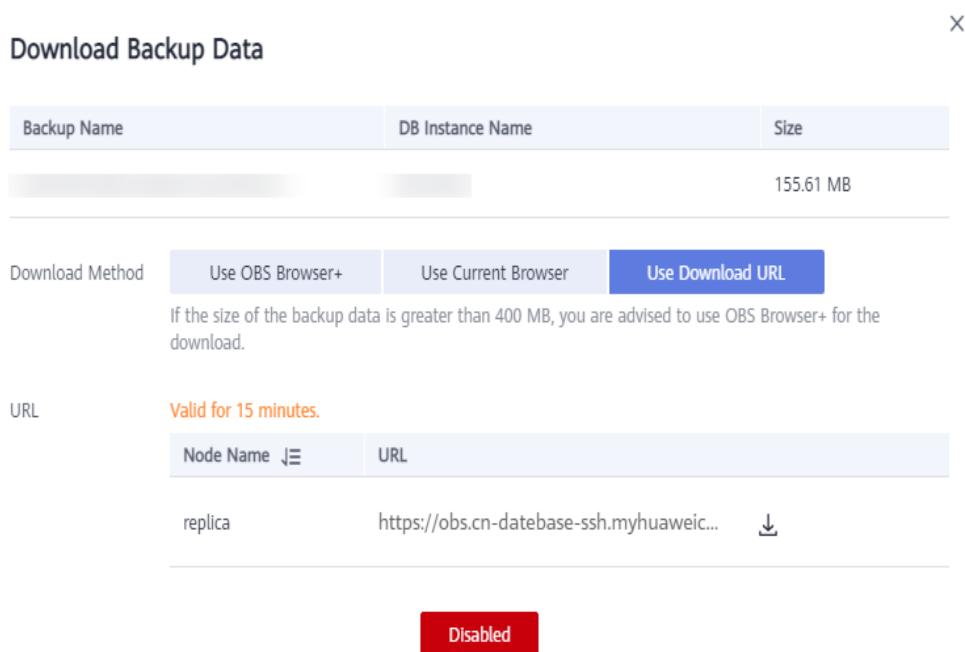 Download Backup Data
Backup Name DB Instance Name Size
155.61 MB
Download Method Use OBS Browser+ Use Current Browser Use Download URL
If the size of the backup data is greater than 400 MB, you are advised to use OBS Browser+ for the
download.
URL Valid for 15 minutes.
Node Name URL
replica https://obs.cn-datebase-ssh.myhuaweic...
Disabled